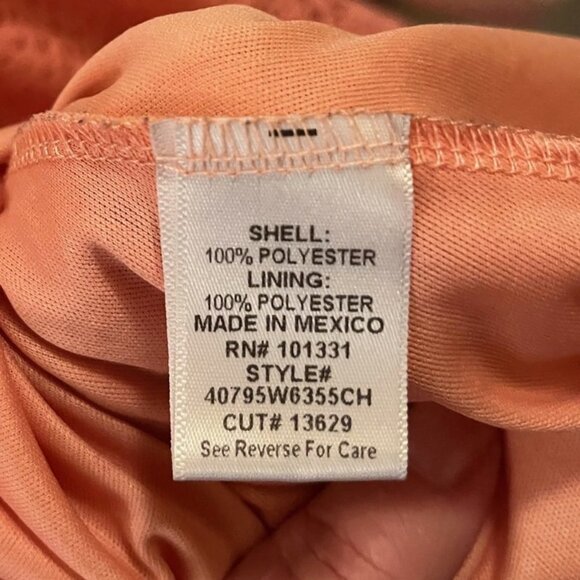 SHELL:
100% POLYESTER
LINING:
100% POLYESTER
MADE IN MEXICO
RN# 101331
STYLE#
40795W6355CH
CUT# 13629
See Reverse For Care